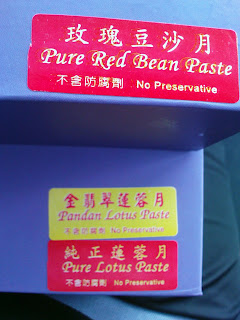 玫瑰豆沙月
Pure Red Bean Paste
不含防腐劑 No Preservative
金翡翠蓮蓉月
Pandan Lotus Paste
不含防腐劑 No Preservative
純正蓮蓉月
Pure Lotus Paste
不含防腐劑 No Preservative